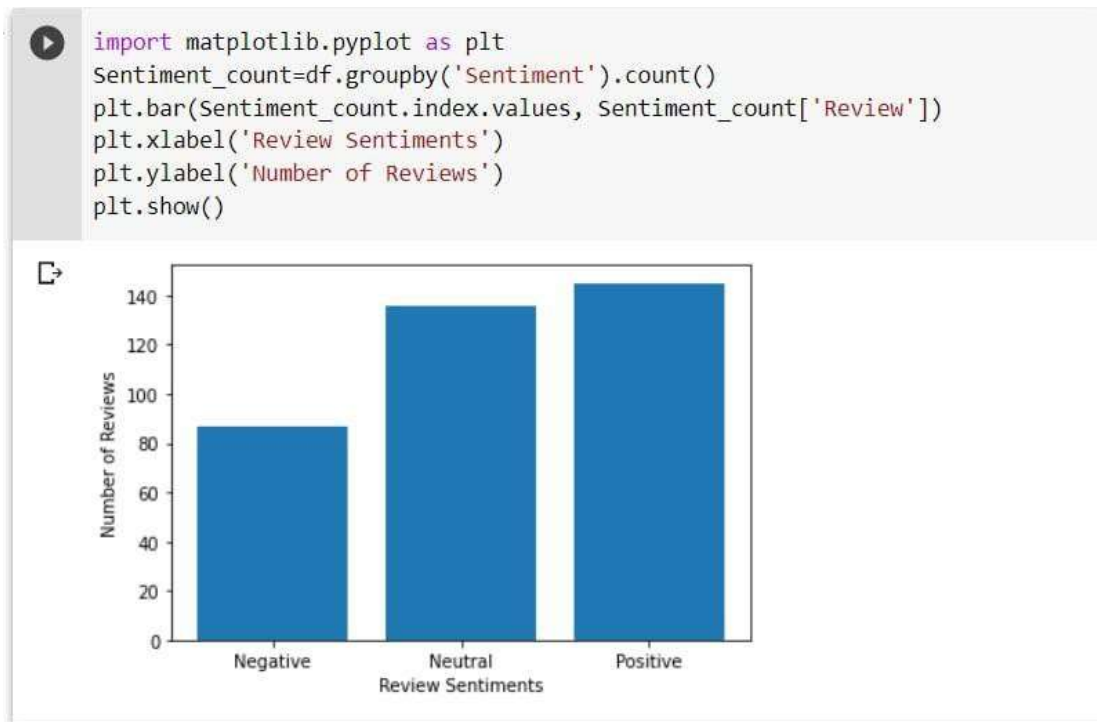 import matplotlib.pyplot as plt
Sentiment_count=df.groupby('Sentiment').count()
plt.bar(Sentiment_count.index.values, Sentiment_count['Review'])
plt.xlabel('Review Sentiments')
plt.ylabel('Number of Reviews')
plt.show()
140
120
100
80
60
40
20
0
Number of Reviews
Negative Neutral Positive
Review Sentiments